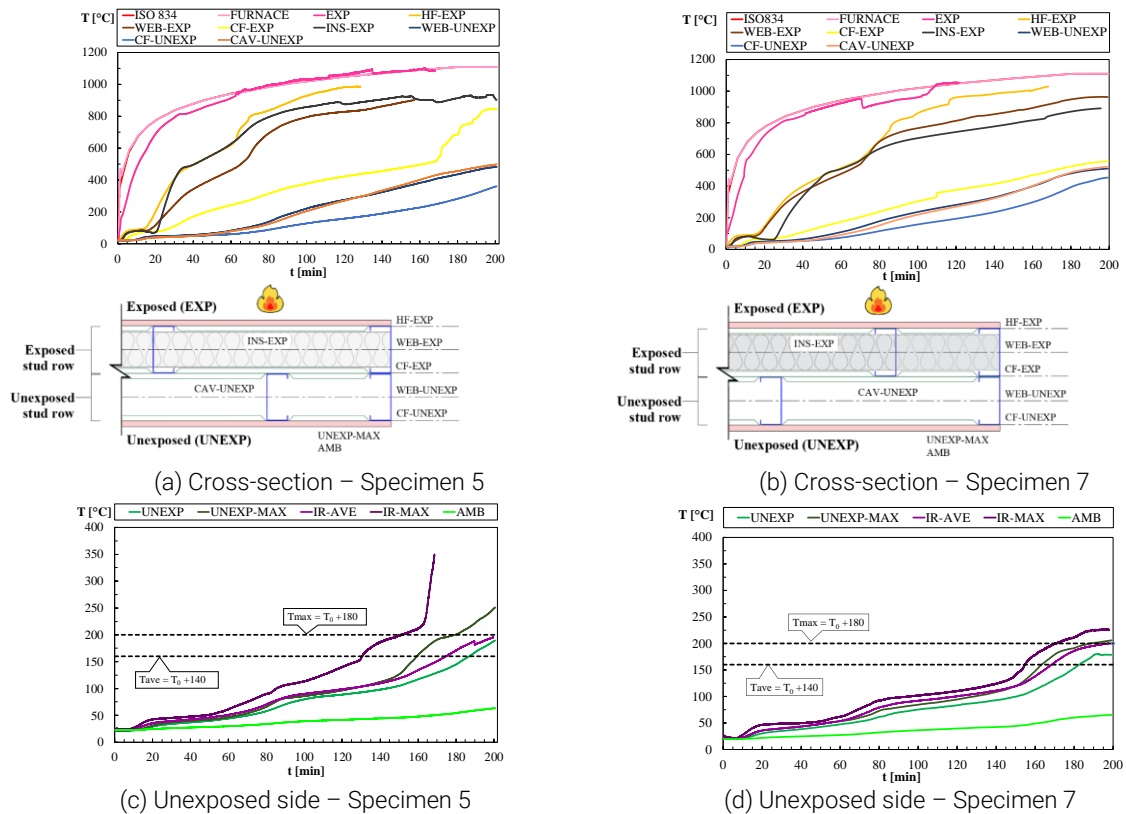 T [°C]
ISO 834 FURNACE EXP HF-EXP
WEB-EXP CF-EXP INS-EXP WEB-UNEXP
CF-UNEXP CAV-UNEXP
1200
1000
800
600
400
200
0
0 20 40 60 80 100 120 140 160 180 200
t [min]
Exposed (EXP)
HF-EXP
INS-EXP
WEB-EXP
Exposed
stud row
CF-EXP
CAV-UNEXP
WEB-UNEXP
Unexposed
stud row
CF-UNEXP
Unexposed (UNEXP)
UNEXP-MAX
AMB
(a) Cross-section – Specimen 5
T [°C]
ISO834 FURNACE EXP HF-EXP
WEB-EXP CF-EXP INS-EXP WEB-UNEXP
CF-UNEXP CAV-UNEXP
1200
1000
800
600
400
200
0
0 20 40 60 80 100 120 140 160 180 200
t [min]
Exposed (EXP)
HF-EXP
INS-EXP
WEB-EXP
Exposed
stud row
CF-EXP
CAV-UNEXP
WEB-UNEXP
Unexposed
stud row
CF-UNEXP
Unexposed (UNEXP)
UNEXP-MAX
AMB
(b) Cross-section – Specimen 7
T [°C]
UNEXP UNEXP-MAX IR-AVE IR-MAX AMB
400
350
300
250
200
150
100
50
0
Tmax = T0 +180
Tave = T0 +140
0 20 40 60 80 100 120 140 160 180 200
t [min]
(c) Unexposed side – Specimen 5
T [°C]
UNEXP UNEXP-MAX IR-AVE IR-MAX AMB
400
350
300
250
200
150
100
50
0
Tmax = T0 +180
Tave = T0 +140
0 20 40 60 80 100 120 140 160 180 200
t [min]
(d) Unexposed side – Specimen 7